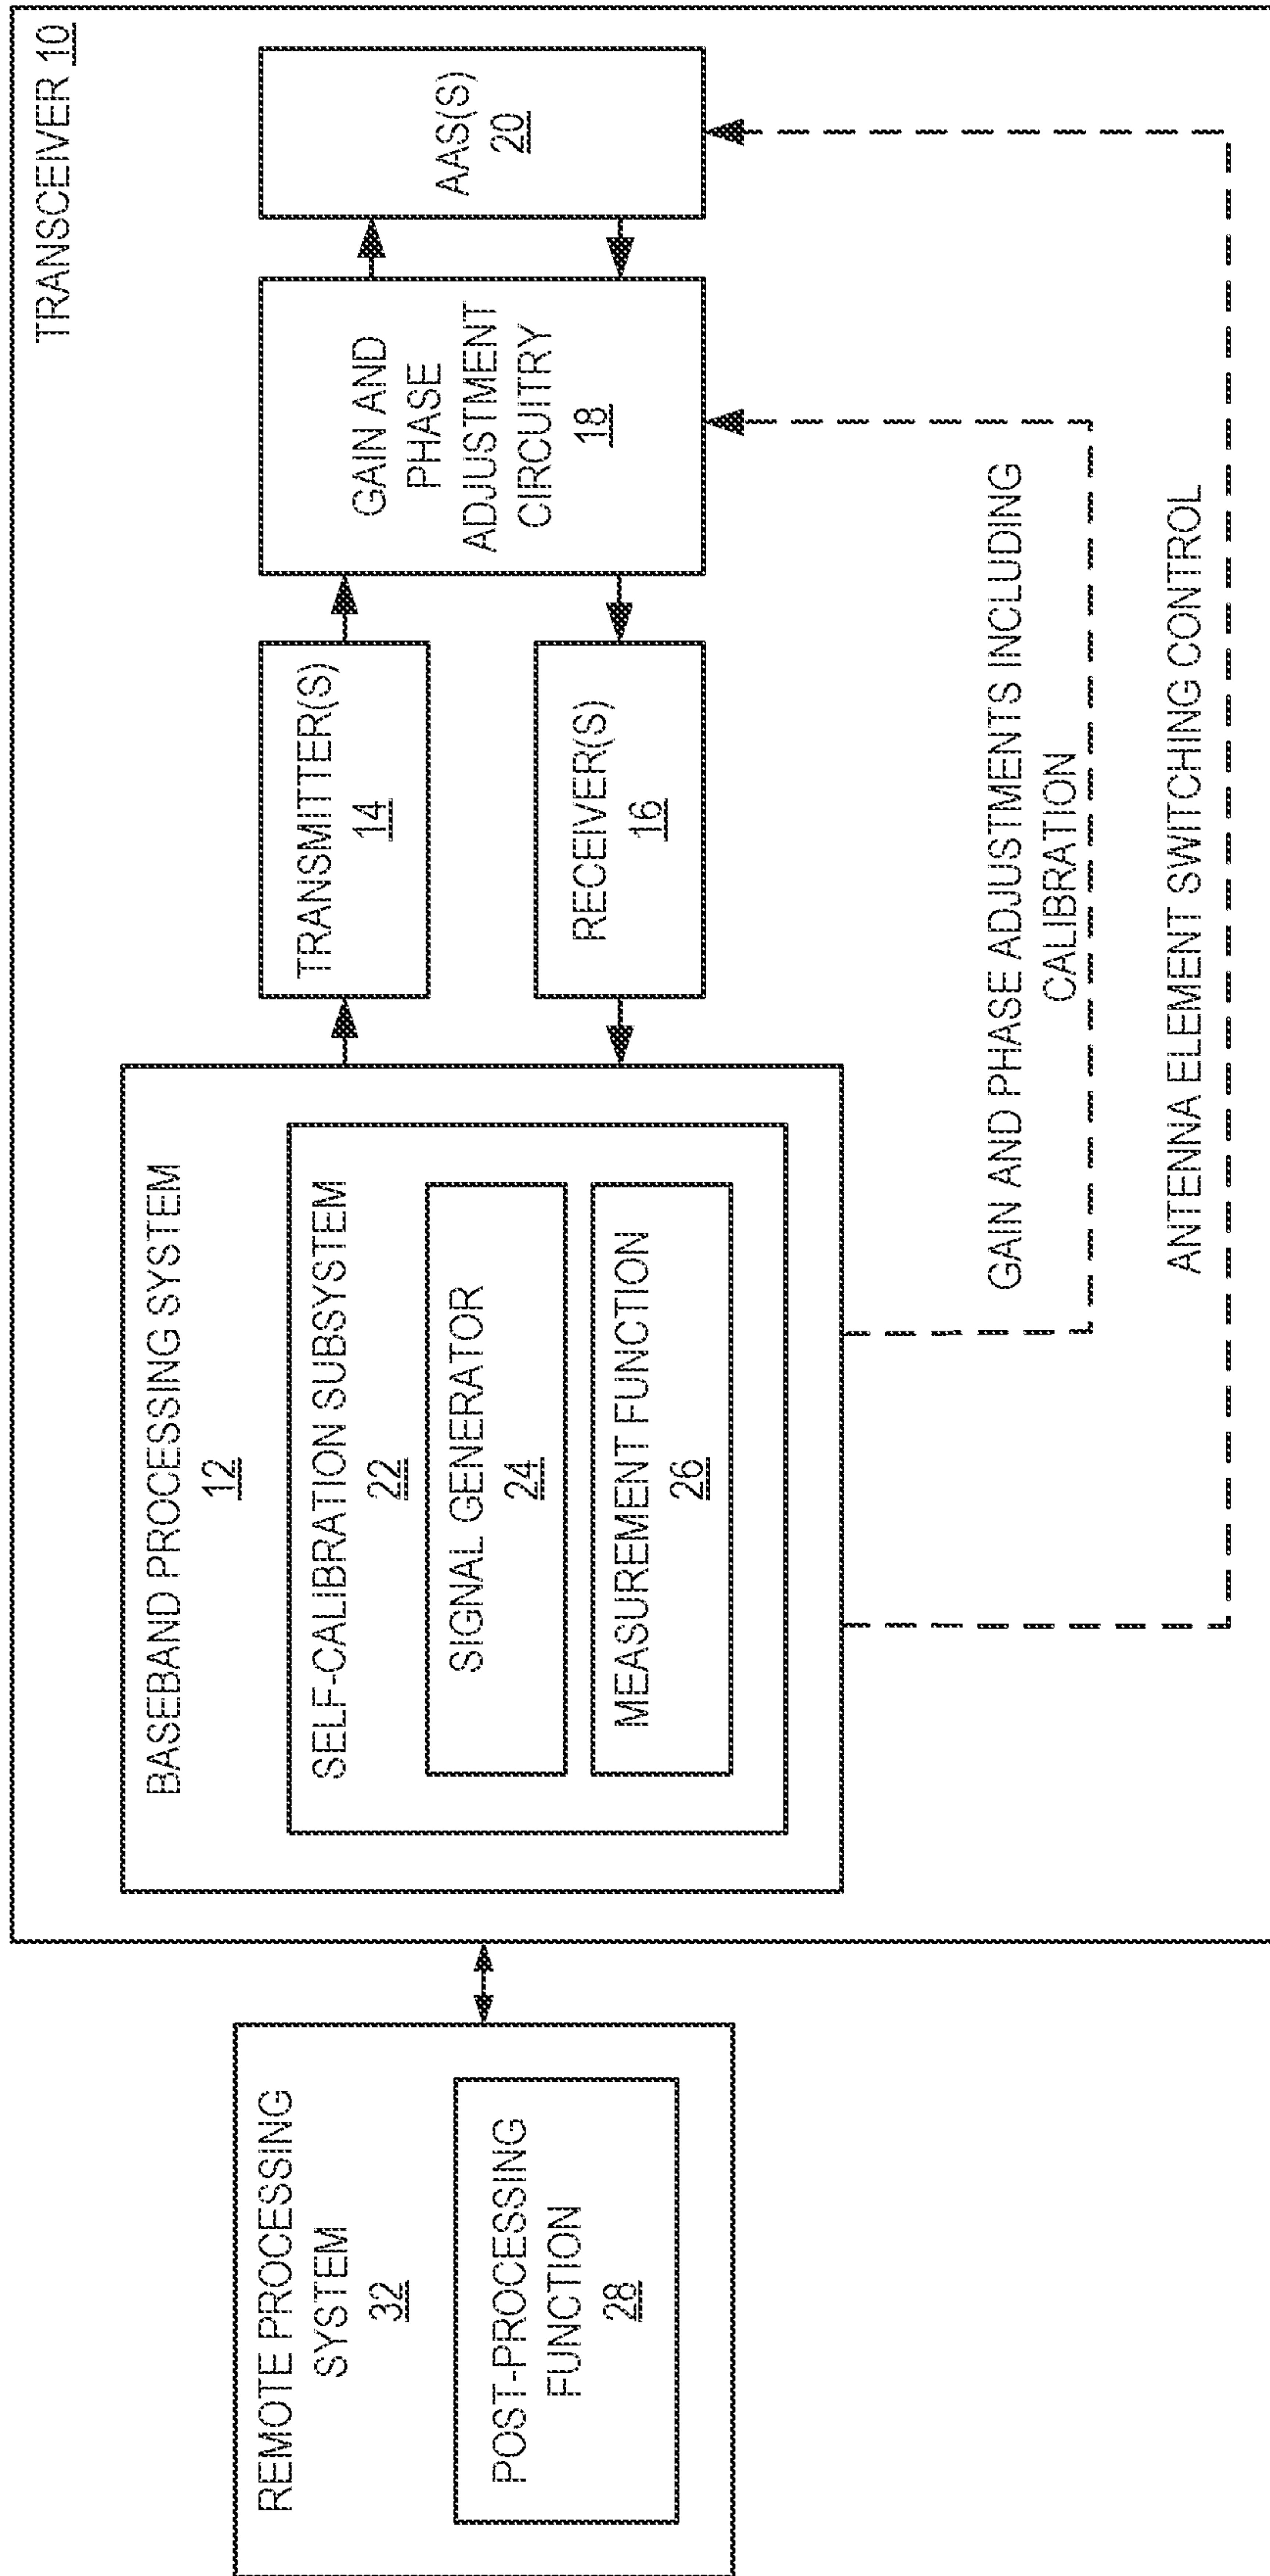 TRANSCEIVER 10
REMOTE PROCESSING
SYSTEM
32
POST-PROCESSING
FUNCTION
28
BASEBAND PROCESSING SYSTEM
12
SELF-CALIBRATION SUBSYSTEM
22
SIGNAL GENERATOR
24
MEASUREMENT FUNCTION
26
TRANSMITTER(S)
14
RECEIVER(S)
16
GAIN AND
PHASE
ADJUSTMENT
CIRCUITRY
18
AAS(S)
20
GAIN AND PHASE ADJUSTMENTS INCLUDING
CALIBRATION
ANTENNA ELEMENT SWITCHING CONTROL